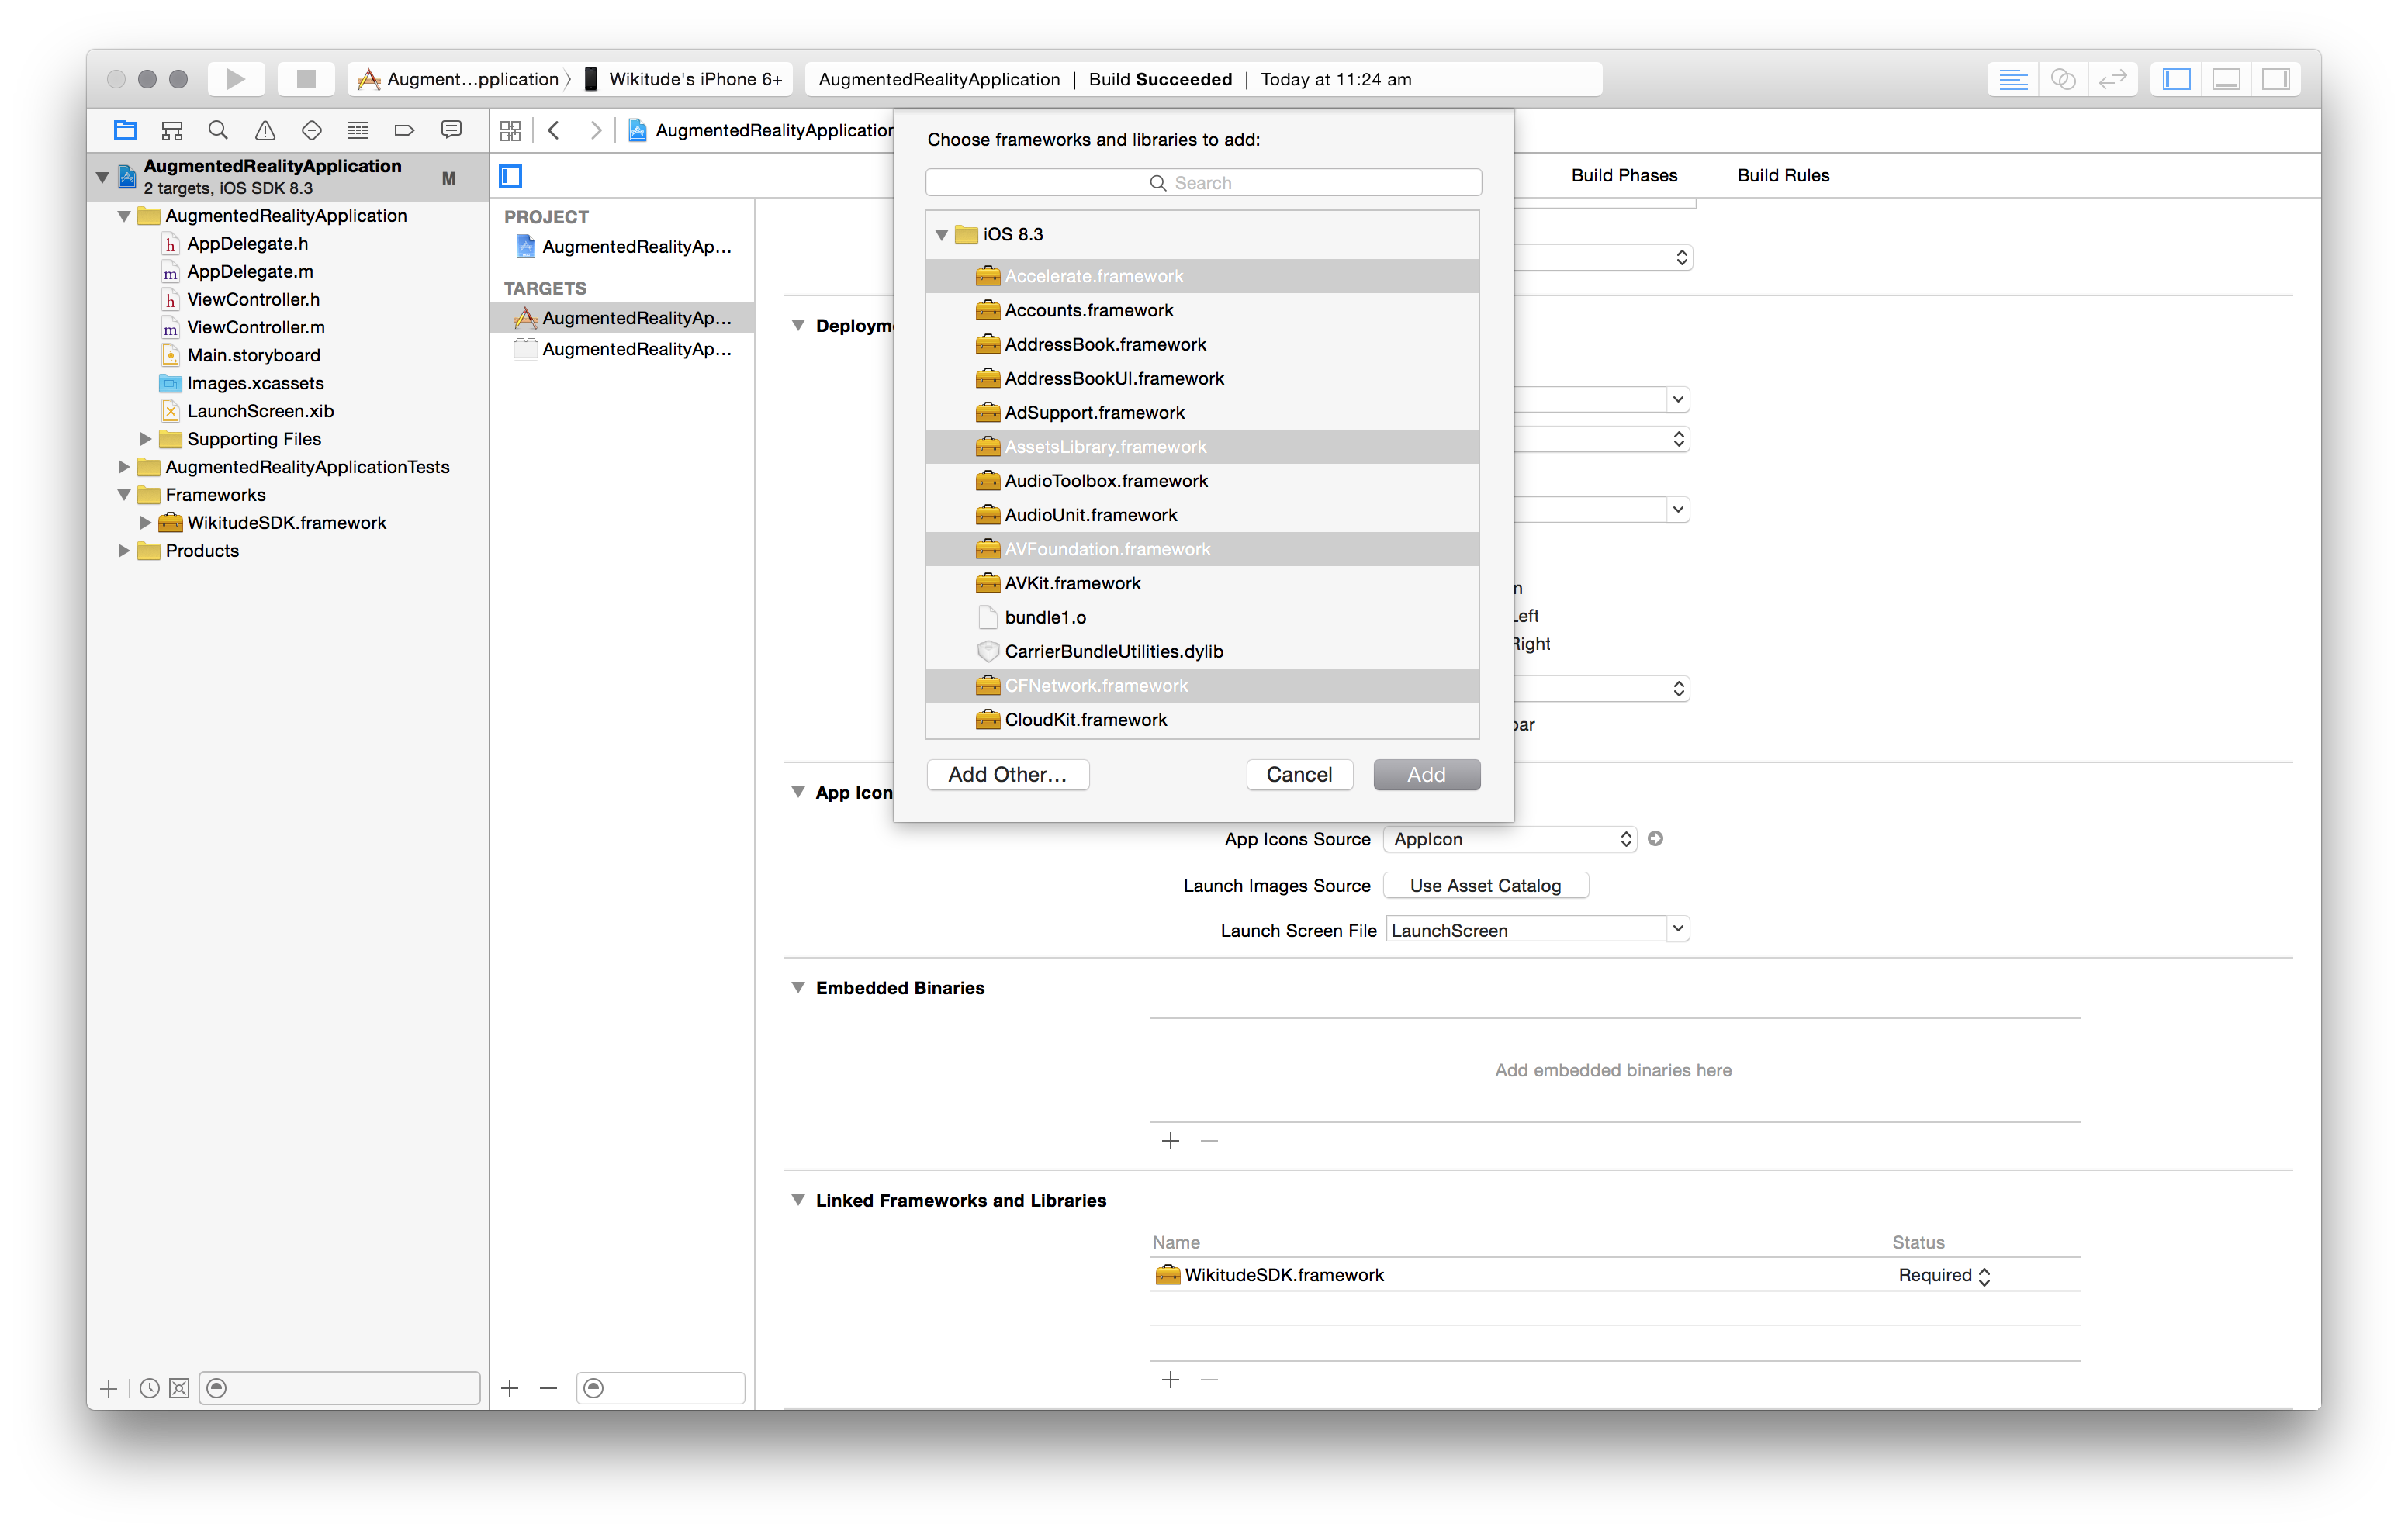 Augment...pplication
Wikitude's iPhone 6+
AugmentedRealityApplication | Build Succeeded | Today at 11:24 am
AugmentedRealityApplication
2 targets, iOS SDK 8.3
M
AugmentedRealityApplication
h AppDelegate.h
m AppDelegate.m
h ViewController.h
m ViewController.m
Main.storyboard
Images.xcassets
LaunchScreen.xib
Supporting Files
AugmentedRealityApplicationTests
Frameworks
WikitudeSDK.framework
Products
AugmentedRealityApplication
Build Phases
Build Rules
PROJECT
AugmentedRealityAp...
TARGETS
AugmentedRealityAp...
AugmentedRealityAp...
Choose frameworks and libraries to add:
Search
iOS 8.3
Accelerate.framework
Accounts.framework
AddressBook.framework
AddressBookUI.framework
AdSupport.framework
AssetsLibrary.framework
AudioToolbox.framework
AudioUnit.framework
AVFoundation.framework
AVKit.framework
bundle1.o
CarrierBundleUtilities.dylib
CFNetwork.framework
CloudKit.framework
Add Other...
Cancel
Add
Deploym
n
Left
Right
bar
App Icon
App Icons Source
AppIcon
Launch Images Source
Use Asset Catalog
Launch Screen File
LaunchScreen
Embedded Binaries
Add embedded binaries here
Linked Frameworks and Libraries
Name
Status
WikitudeSDK.framework
Required